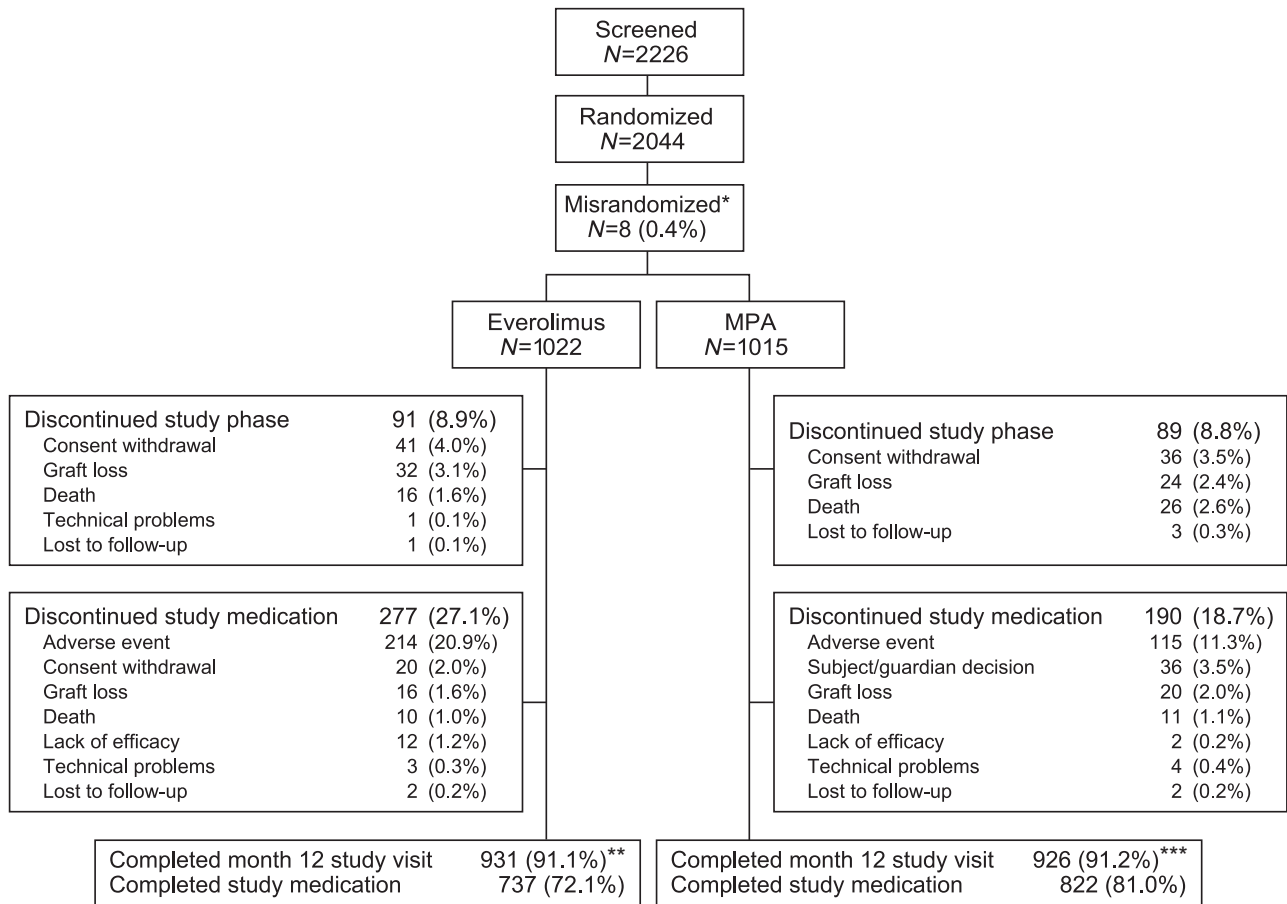 Screened
N=2226
Randomized
N=2044
Misrandomized*
N=8 (0.4%)
Everolimus
N=1022
MPA
N=1015
Discontinued study phase 91 (8.9%)
Consent withdrawal 41 (4.0%)
Graft loss 32 (3.1%)
Death 16 (1.6%)
Technical problems 1 (0.1%)
Lost to follow-up 1 (0.1%)
Discontinued study phase 89 (8.8%)
Consent withdrawal 36 (3.5%)
Graft loss 24 (2.4%)
Death 26 (2.6%)
Lost to follow-up 3 (0.3%)
Discontinued study medication 277 (27.1%)
Adverse event 214 (20.9%)
Consent withdrawal 20 (2.0%)
Graft loss 16 (1.6%)
Death 10 (1.0%)
Lack of efficacy 12 (1.2%)
Technical problems 3 (0.3%)
Lost to follow-up 2 (0.2%)
Discontinued study medication 190 (18.7%)
Adverse event 115 (11.3%)
Subject/guardian decision 36 (3.5%)
Graft loss 20 (2.0%)
Death 11 (1.1%)
Lack of efficacy 2 (0.2%)
Technical problems 4 (0.4%)
Lost to follow-up 2 (0.2%)
Completed month 12 study visit 931 (91.1%)**
Completed study medication 737 (72.1%)
Completed month 12 study visit 926 (91.2%)***
Completed study medication 822 (81.0%)